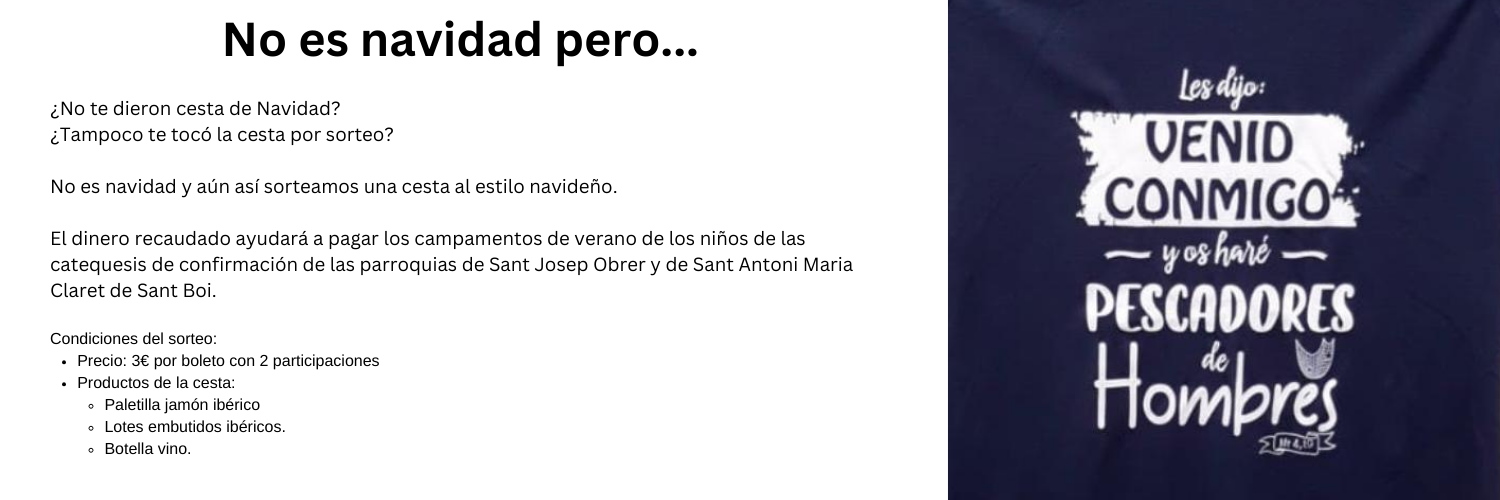 No es navidad pero...
¿No te dieron cesta de Navidad?
¿Tampoco te tocó la cesta por sorteo?
No es navidad y aún así sorteamos una cesta al estilo navideño.
El dinero recaudado ayudará a pagar los campamentos de verano de los niños de las
catequesis de confirmación de las parroquias de Sant Josep Obrer y de Sant Antoni Maria
Claret de Sant Boi.
Condiciones del sorteo:
• Precio: 3€ por boleto con 2 participaciones
• Productos de la cesta:
◦ Paletilla jamón ibérico
◦ Lotes embutidos ibéricos.
◦ Botella vino.
Les dijo:
VENID
CONMIGO
y os haré
PESCADORES
de
Hombres
Mt 4,19